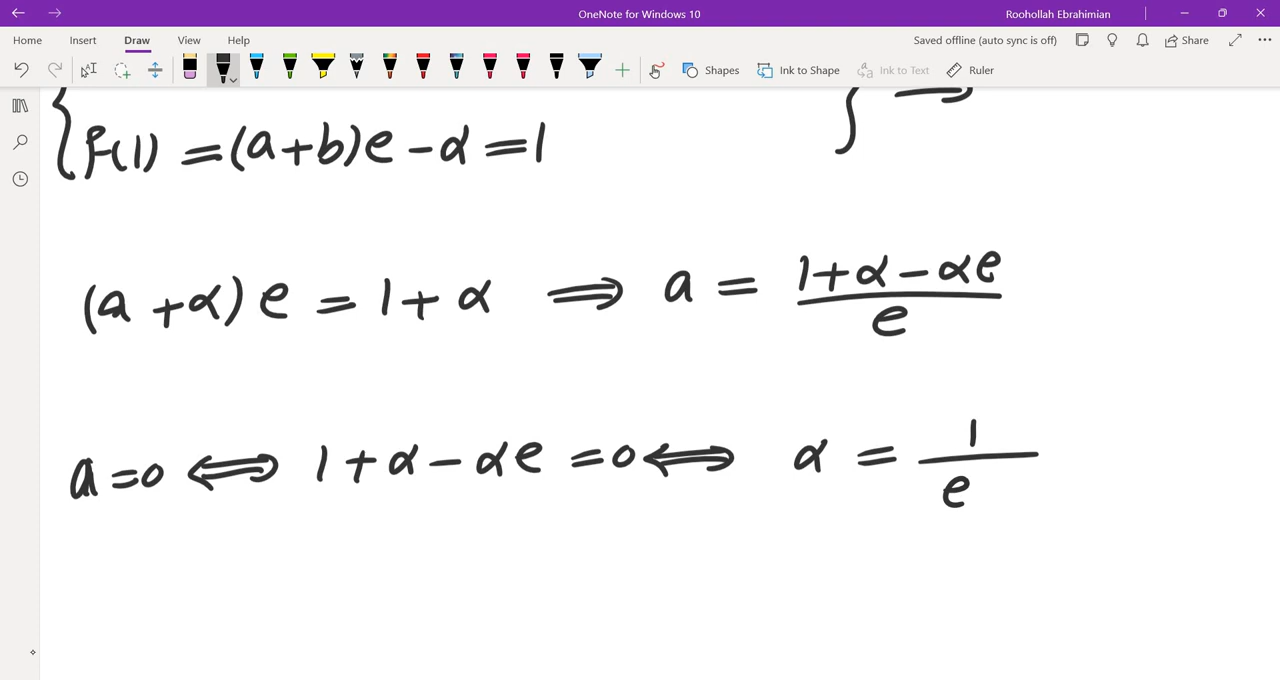 OneNote for Windows 10
Roohollah Ebrahimian
Home Insert Draw View Help
Saved offline (auto sync is off)
Share
Shapes
Ink to Shape
Ink to Text
Ruler
f(1) = (a+b)e - α = 1
(a + α) e = 1 + α ⟹ a = (1+α-αe)/e
a = 0 ⟺ 1 + α - αe = 0 ⟺ α = 1/e